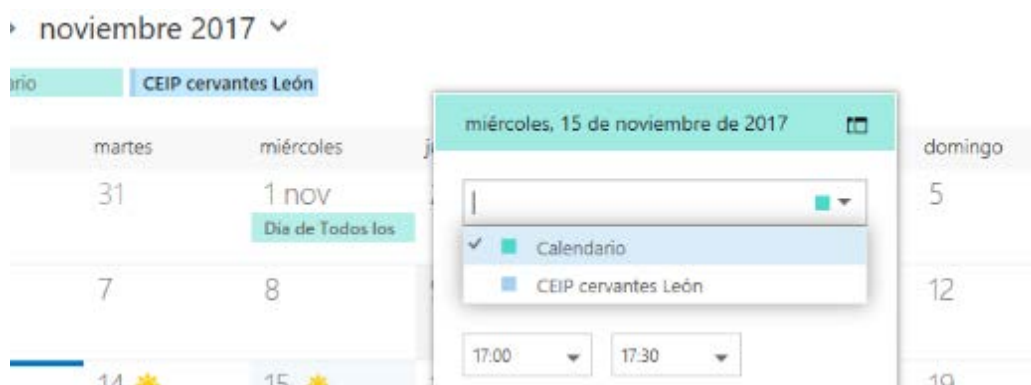 noviembre 2017
CEIP cervantes León
miércoles, 15 de noviembre de 2017
martes miércoles domingo
31 1 nov 5
Día de Todos los
Calendario
CEIP cervantes León
7 8 12
17:00 17:30
14 15 19